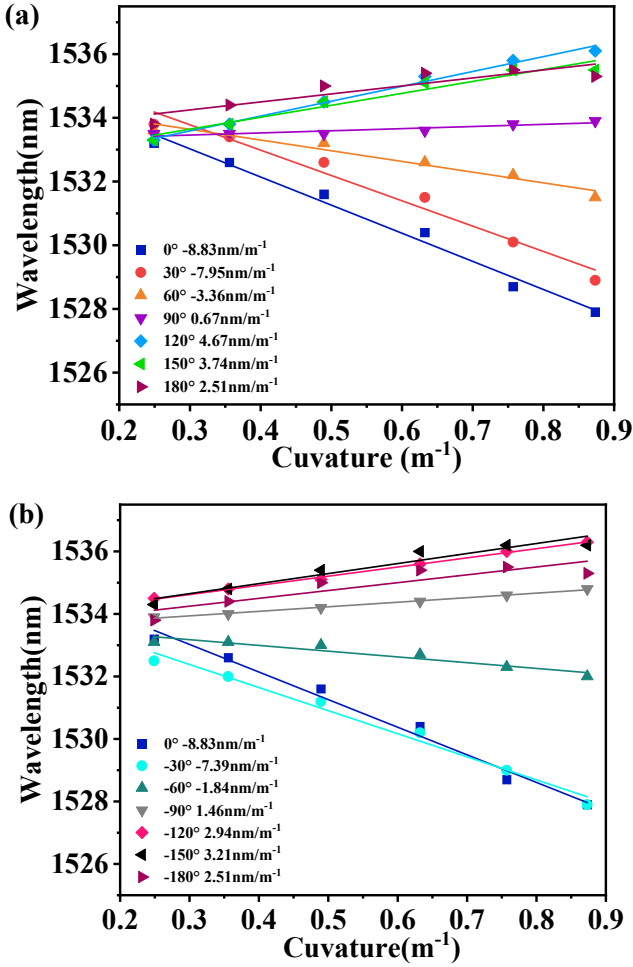 (a)
Wavelength(nm)
1536
1534
1532
1530
1528
1526
0° -8.83nm/m⁻¹
30° -7.95nm/m⁻¹
60° -3.36nm/m⁻¹
90° 0.67nm/m⁻¹
120° 4.67nm/m⁻¹
150° 3.74nm/m⁻¹
180° 2.51nm/m⁻¹
0.2 0.3 0.4 0.5 0.6 0.7 0.8 0.9
Cuvature (m⁻¹)
(b)
Wavelength(nm)
1536
1534
1532
1530
1528
1526
0° -8.83nm/m⁻¹
-30° -7.39nm/m⁻¹
-60° -1.84nm/m⁻¹
-90° 1.46nm/m⁻¹
-120° 2.94nm/m⁻¹
-150° 3.21nm/m⁻¹
-180° 2.51nm/m⁻¹
0.2 0.3 0.4 0.5 0.6 0.7 0.8 0.9
Cuvature(m⁻¹)